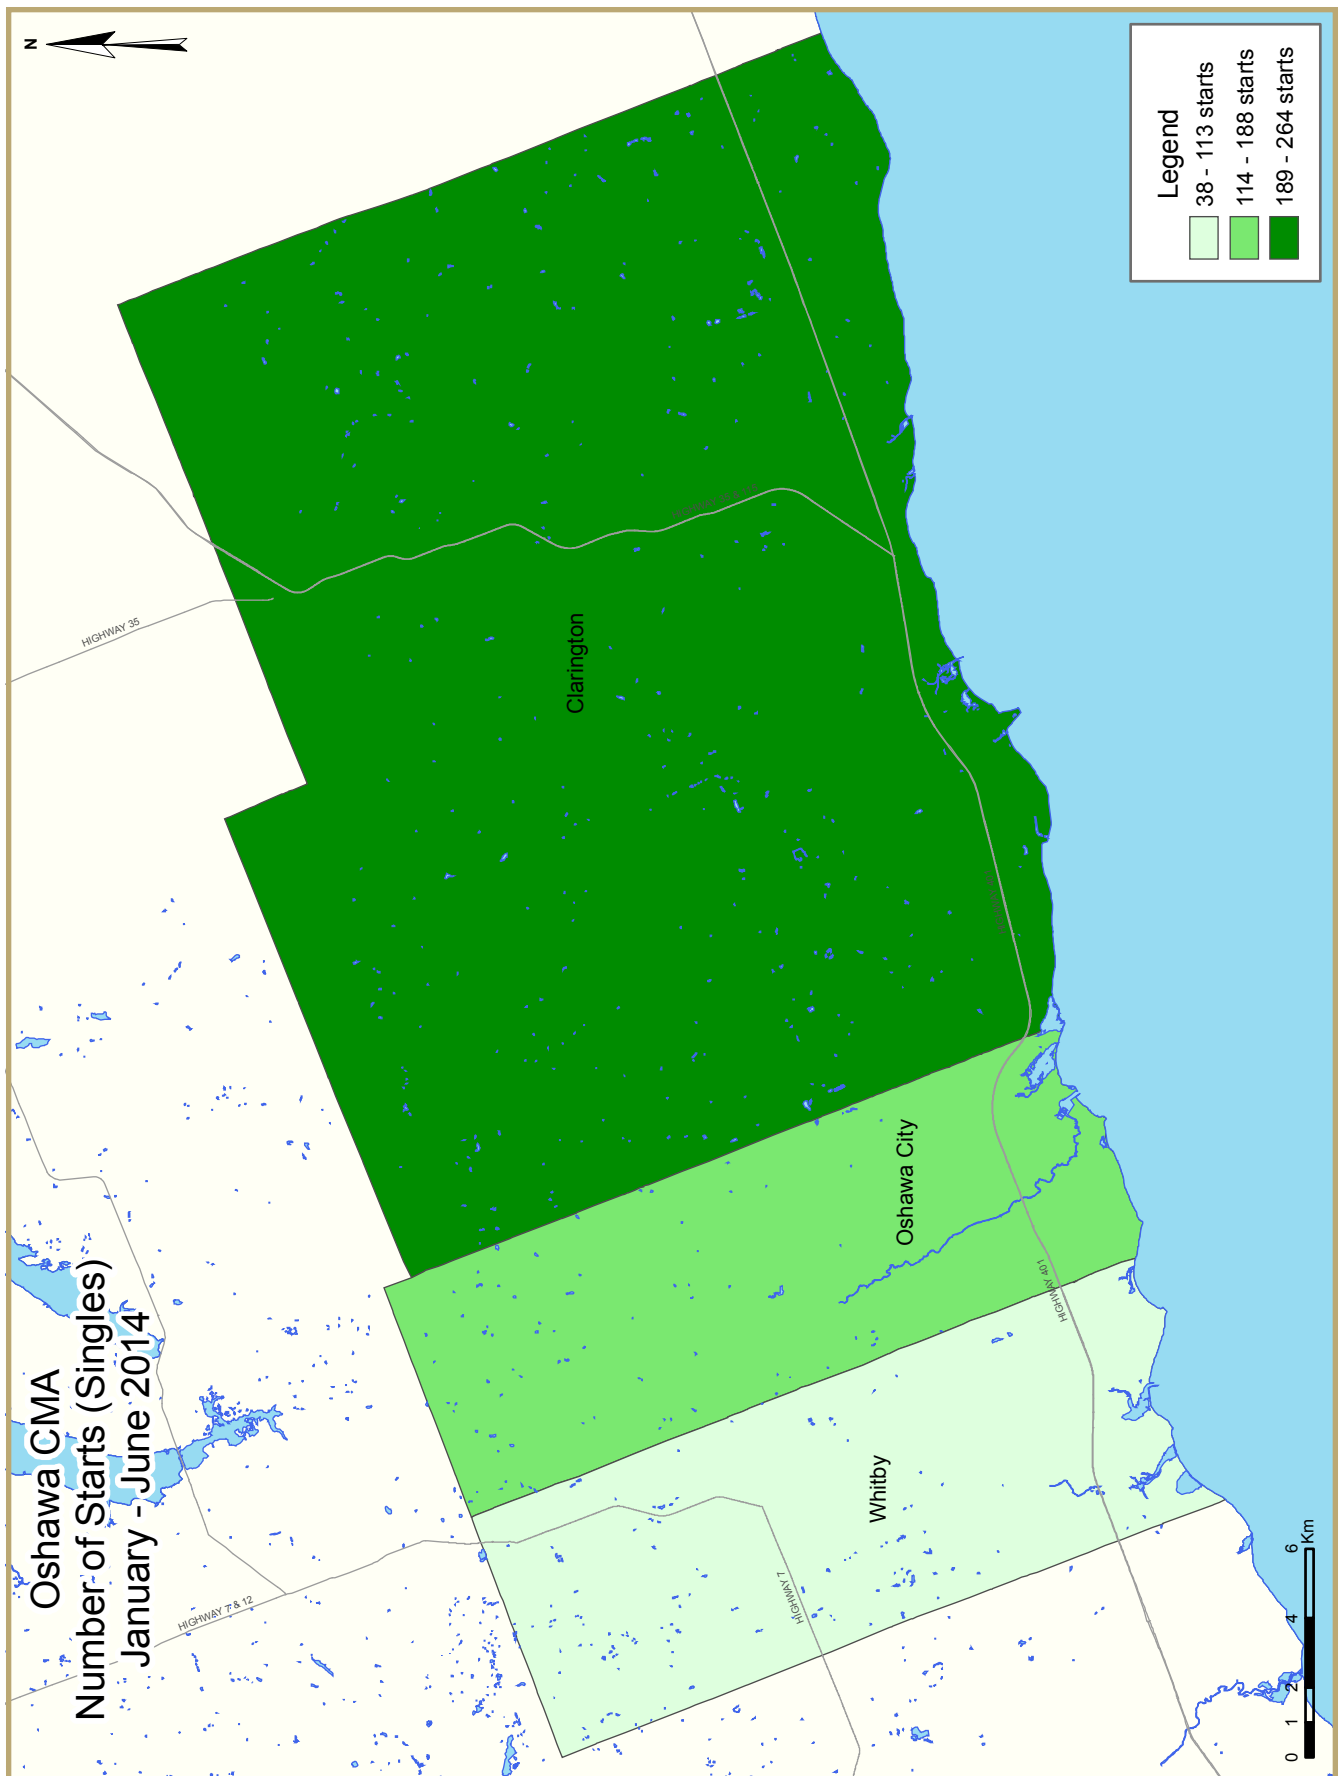 Oshawa CMA
Number of Starts (Singles)
January - June 2014
N
HIGHWAY 35
HIGHWAY 7 & 12
HIGHWAY 7
HIGHWAY 401
Clarington
Oshawa City
Whitby
Legend
38 - 113 starts
114 - 188 starts
189 - 264 starts
0 1 2 4 6
Km